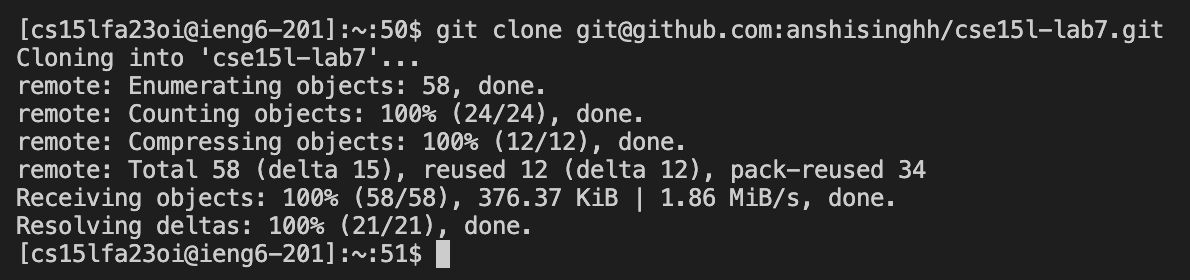 [cs15lfa23oi@ieng6-201]:~:50$ git clone git@github.com:anshisinghh/cse15l-lab7.git
Cloning into 'cse15l-lab7'...
remote: Enumerating objects: 58, done.
remote: Counting objects: 100% (24/24), done.
remote: Compressing objects: 100% (12/12), done.
remote: Total 58 (delta 15), reused 12 (delta 12), pack-reused 34
Receiving objects: 100% (58/58), 376.37 KiB | 1.86 MiB/s, done.
Resolving deltas: 100% (21/21), done.
[cs15lfa23oi@ieng6-201]:~:51$